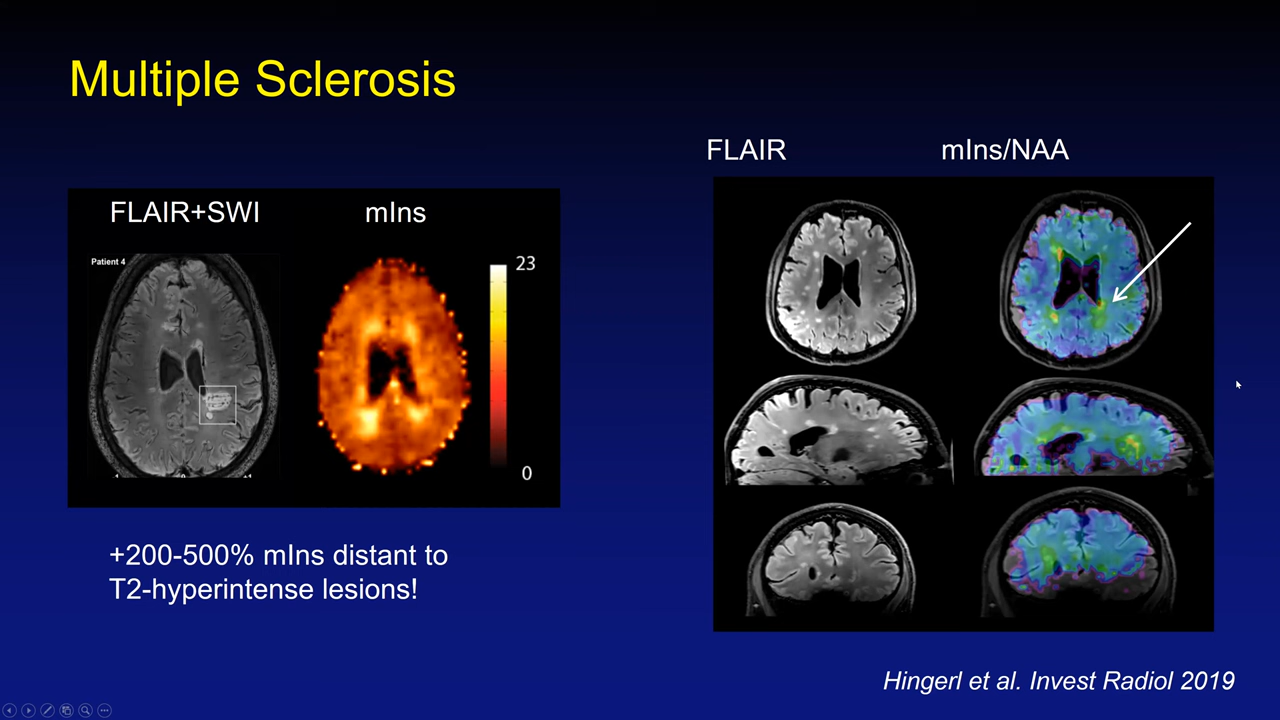 Multiple Sclerosis
FLAIR+SWI mIns
Patient 4
23
0
+200-500% mIns distant to
T2-hyperintense lesions!
FLAIR mIns/NAA
Hingerl et al. Invest Radiol 2019